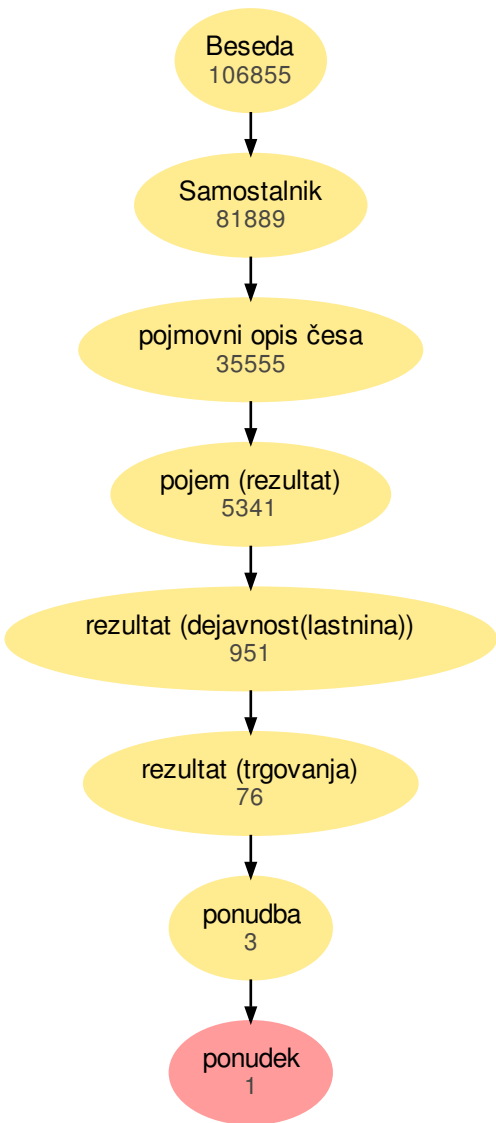 Beseda
106855
Samostalnik
81889
pojmovni opis česa
35555
pojem (rezultat)
5341
rezultat (dejavnost(lastnina))
951
rezultat (trgovanja)
76
ponudba
3
ponudek
1